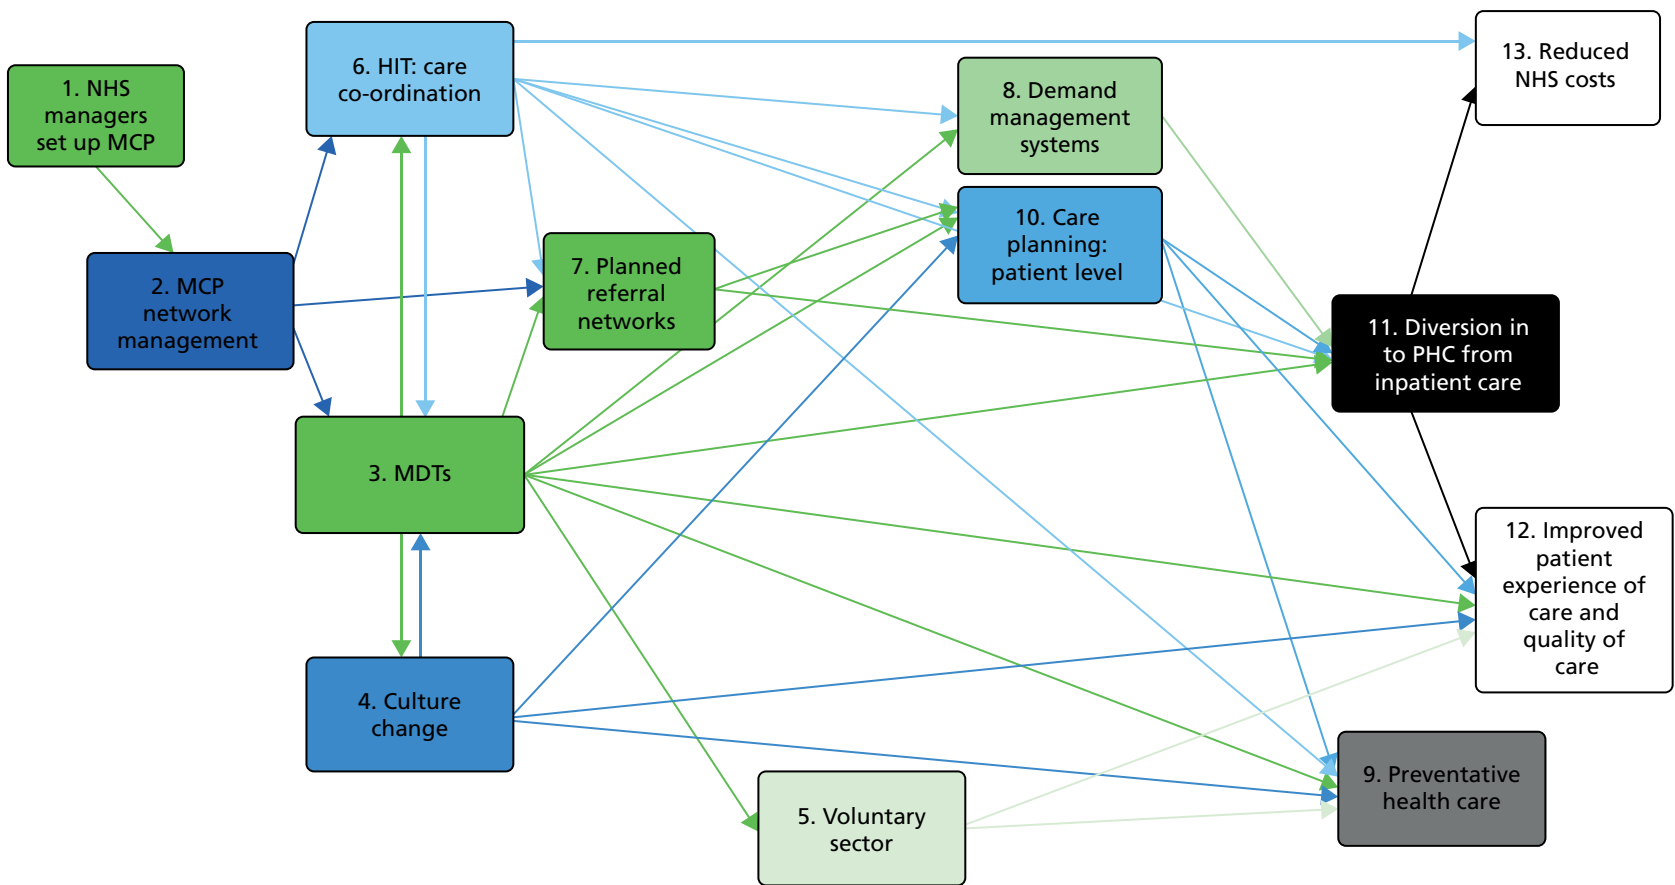 1. NHS
managers
set up MCP
2. MCP
network
management
6. HIT: care
co-ordination
3. MDTs
4. Culture
change
7. Planned
referral
networks
5. Voluntary
sector
8. Demand
management
systems
10. Care
planning:
patient level
11. Diversion in
to PHC from
inpatient care
13. Reduced
NHS costs
12. Improved
patient
experience of
care and
quality of
care
9. Preventative
health care